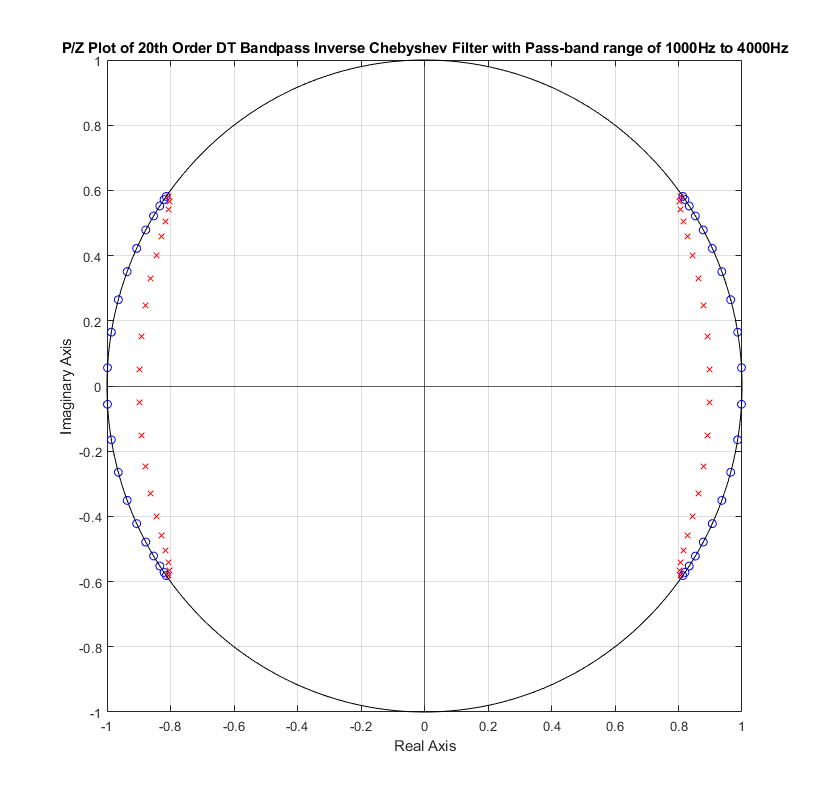 P/Z Plot of 20th Order DT Bandpass Inverse Chebyshev Filter with Pass-band range of 1000Hz to 4000Hz
1
0.8
0.6
0.4
0.2
0
-0.2
-0.4
-0.6
-0.8
-1
Imaginary Axis
-1 -0.8 -0.6 -0.4 -0.2 0 0.2 0.4 0.6 0.8 1
Real Axis